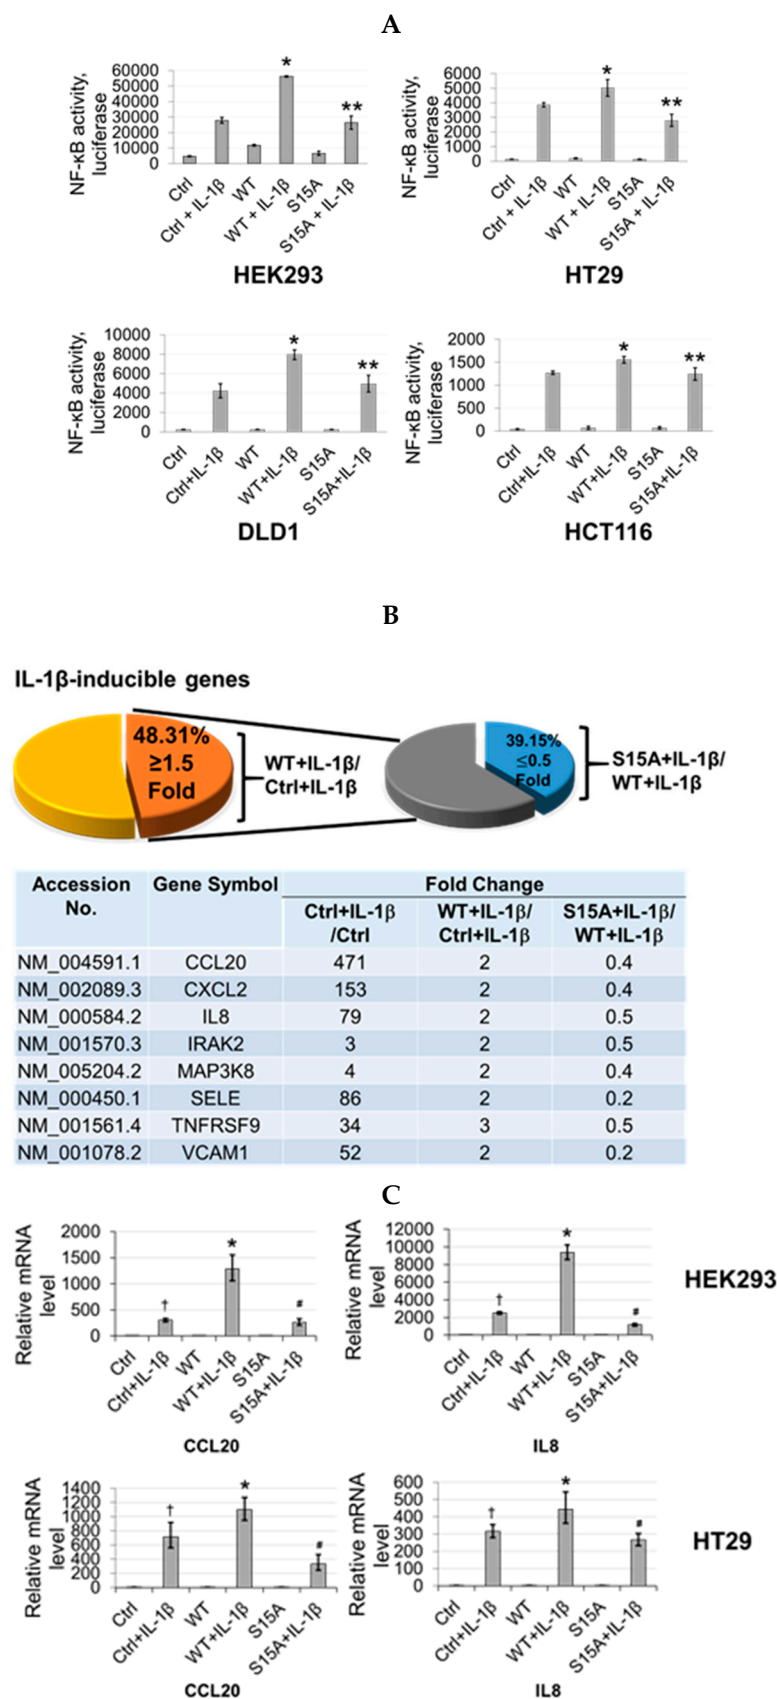 A
NF-κB activity,
luciferase
60000
50000
40000
30000
20000
10000
0
*
**
Ctrl
Ctrl + IL-1β
WT
WT + IL-1β
S15A
S15A + IL-1β
HEK293
NF-κB activity,
luciferase
6000
5000
4000
3000
2000
1000
0
*
**
Ctrl
Ctrl + IL-1β
WT
WT + IL-1β
S15A
S15A + IL-1β
HT29
NF-κB activity,
luciferase
10000
8000
6000
4000
2000
0
*
**
Ctrl
Ctrl+IL-1β
WT
WT+IL-1β
S15A
S15A+IL-1β
DLD1
NF-κB activity,
luciferase
2000
1500
1000
500
0
*
**
Ctrl
Ctrl+IL-1β
WT
WT+IL-1β
S15A
S15A+IL-1β
HCT116
B
IL-1β-inducible genes
48.31%
≥1.5
Fold
WT+IL-1β/
Ctrl+IL-1β
39.15%
≤0.5
Fold
S15A+IL-1β/
WT+IL-1β
Accession No. Gene Symbol Fold Change
Ctrl+IL-1β /Ctrl WT+IL-1β/ Ctrl+IL-1β S15A+IL-1β/ WT+IL-1β
NM_004591.1 CCL20 471 2 0.4
NM_002089.3 CXCL2 153 2 0.4
NM_000584.2 IL8 79 2 0.5
NM_001570.3 IRAK2 3 2 0.5
NM_005204.2 MAP3K8 4 2 0.4
NM_000450.1 SELE 86 2 0.2
NM_001561.4 TNFRSF9 34 3 0.5
NM_001078.2 VCAM1 52 2 0.2
C
Relative mRNA
level
2000
1500
1000
500
0
†
*
#
Ctrl
Ctrl+IL-1β
WT
WT+IL-1β
S15A
S15A+IL-1β
CCL20
Relative mRNA
level
12000
10000
8000
6000
4000
2000
0
†
*
#
Ctrl
Ctrl+IL-1β
WT
WT+IL-1β
S15A
S15A+IL-1β
IL8
HEK293
Relative mRNA
level
1400
1200
1000
800
600
400
200
0
†
*
#
Ctrl
Ctrl+IL-1β
WT
WT+IL-1β
S15A
S15A+IL-1β
CCL20
Relative mRNA
level
600
500
400
300
200
100
0
†
*
#
Ctrl
Ctrl+IL-1β
WT
WT+IL-1β
S15A
S15A+IL-1β
IL8
HT29